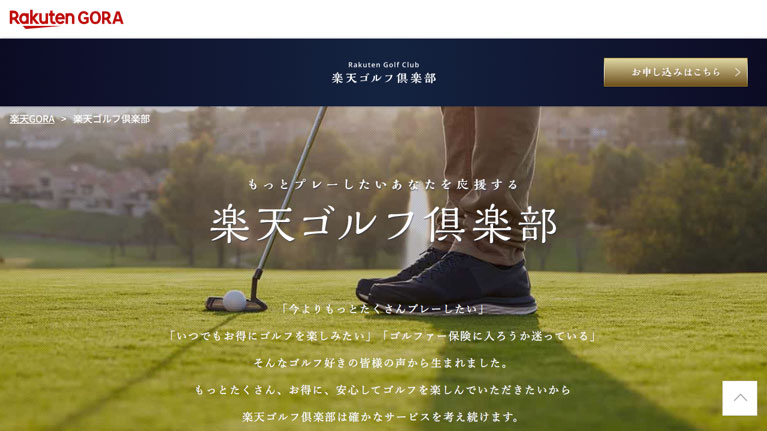 Rakuten GORA
Rakuten Golf Club
楽天ゴルフ倶楽部
お申し込みはこちら
楽天GORA > 楽天ゴルフ倶楽部
もっとプレーしたいあなたを応援する
楽天ゴルフ倶楽部
「今よりもっとたくさんプレーしたい」
「いつでもお得にゴルフを楽しみたい」「ゴルファー保険に入ろうか迷っている」
そんなゴルフ好きの皆様の声から生まれました。
もっとたくさん、お得に、安心してゴルフを楽しんでいただきたいから
楽天ゴルフ倶楽部は確かなサービスを考え続けます。